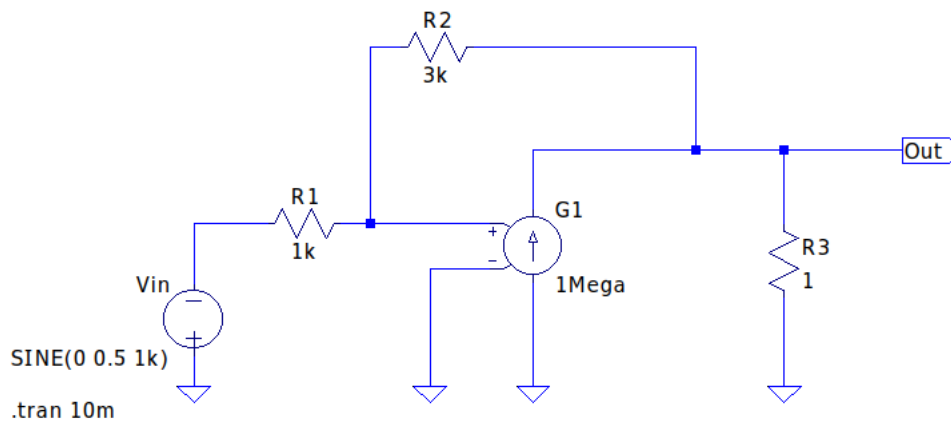 R2
3k
Out
R1
1k
+
−
G1
1Mega
R3
1
Vin
−
+
SINE(0 0.5 1k)
.tran 10m